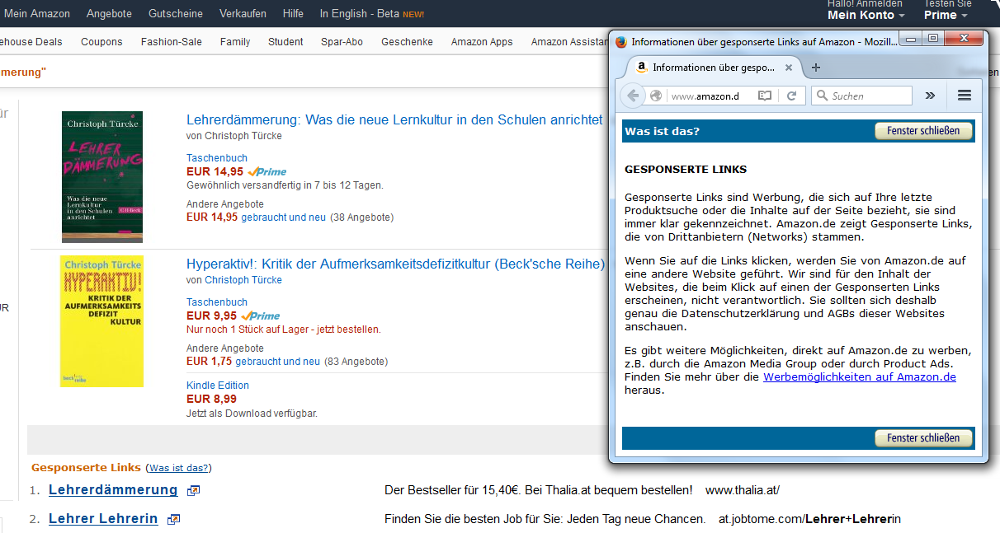 Mein Amazon Angebote Gutscheine Verkaufen Hilfe In English - Beta NEW!
Hallo! Anmelden
Mein Konto
Testen Sie
Prime
ehouse Deals Coupons Fashion-Sale Family Student Spar-Abo Geschenke Amazon Apps Amazon Assistan
merung"
ür
UR
Christoph Türcke
LEHRER
DÄMMERUNG
Was die neue
Lernkultur
in den Schulen
anrichtet
C.H.Beck
Lehrerdämmerung: Was die neue Lernkultur in den Schulen anrichtet
von Christoph Türcke
Taschenbuch
EUR 14,95 Prime
Gewöhnlich versandfertig in 7 bis 12 Tagen.
Andere Angebote
EUR 14,95 gebraucht und neu (38 Angebote)
Christoph Türcke
HYPERAKTIV!
KRITIK DER
AUFMERKSAMKEITS
DEFIZIT
KULTUR
beck'sche
reihe
Hyperaktiv!: Kritik der Aufmerksamkeitsdefizitkultur (Beck'sche Reihe)
von Christoph Türcke
Taschenbuch
EUR 9,95 Prime
Nur noch 1 Stück auf Lager - jetzt bestellen.
Andere Angebote
EUR 1,75 gebraucht und neu (83 Angebote)
Kindle Edition
EUR 8,99
Jetzt als Download verfügbar.
Gesponserte Links (Was ist das?)
1. Lehrerdämmerung Der Bestseller für 15,40€. Bei Thalia.at bequem bestellen! www.thalia.at/
2. Lehrer Lehrerin Finden Sie die besten Job für Sie: Jeden Tag neue Chancen. at.jobtome.com/Lehrer+Lehrerin
Informationen über gesponserte Links auf Amazon - Mozill...
Informationen über gespo...
www.amazon.d
Suchen
Was ist das? Fenster schließen
GESPONSERTE LINKS
Gesponserte Links sind Werbung, die sich auf Ihre letzte
Produktsuche oder die Inhalte auf der Seite bezieht, sie sind
immer klar gekennzeichnet. Amazon.de zeigt Gesponserte Links,
die von Drittanbietern (Networks) stammen.
Wenn Sie auf die Links klicken, werden Sie von Amazon.de auf
eine andere Website geführt. Wir sind für den Inhalt der
Websites, die beim Klick auf einen der Gesponserten Links
erscheinen, nicht verantwortlich. Sie sollten sich deshalb
genau die Datenschutzerklärung und AGBs dieser Websites
anschauen.
Es gibt weitere Möglichkeiten, direkt auf Amazon.de zu werben,
z.B. durch die Amazon Media Group oder durch Product Ads.
Finden Sie mehr über die Werbemöglichkeiten auf Amazon.de
heraus.
Fenster schließen